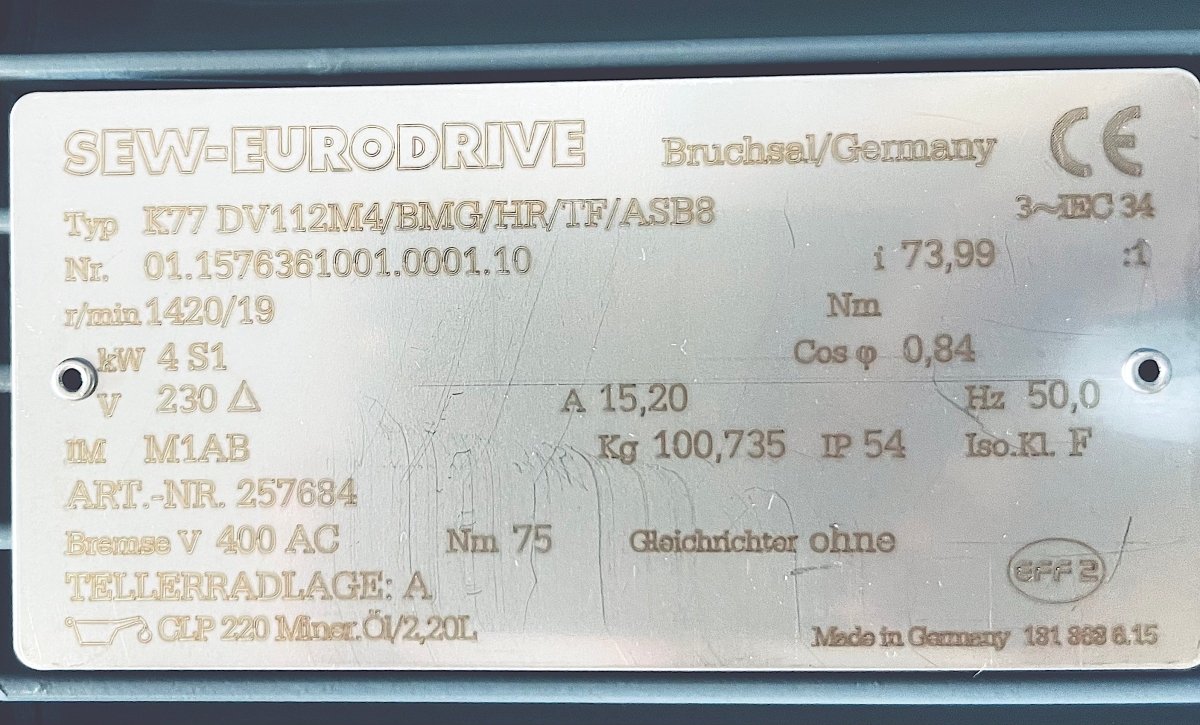 SEW-EURODRIVE Bruchsal/Germany CE
Typ K77 DV112M4/BMG/HR/TF/ASB8 3~IEC 34
Nr. 01.1576361001.0001.10 i 73,99 :1
r/min 1420/19 Nm
kW 4 S1 Cos φ 0,84
V 230 Δ A 15,20 Hz 50,0
IM M1AB Kg 100,735 IP 54 Iso.Kl. F
ART.-NR. 257684
Bremse V 400 AC Nm 75 Gleichrichter ohne
TELLERRADLAGE: A EFF 2
CLP 220 Miner.Öl/2,20L Made in Germany 181 868 6.15